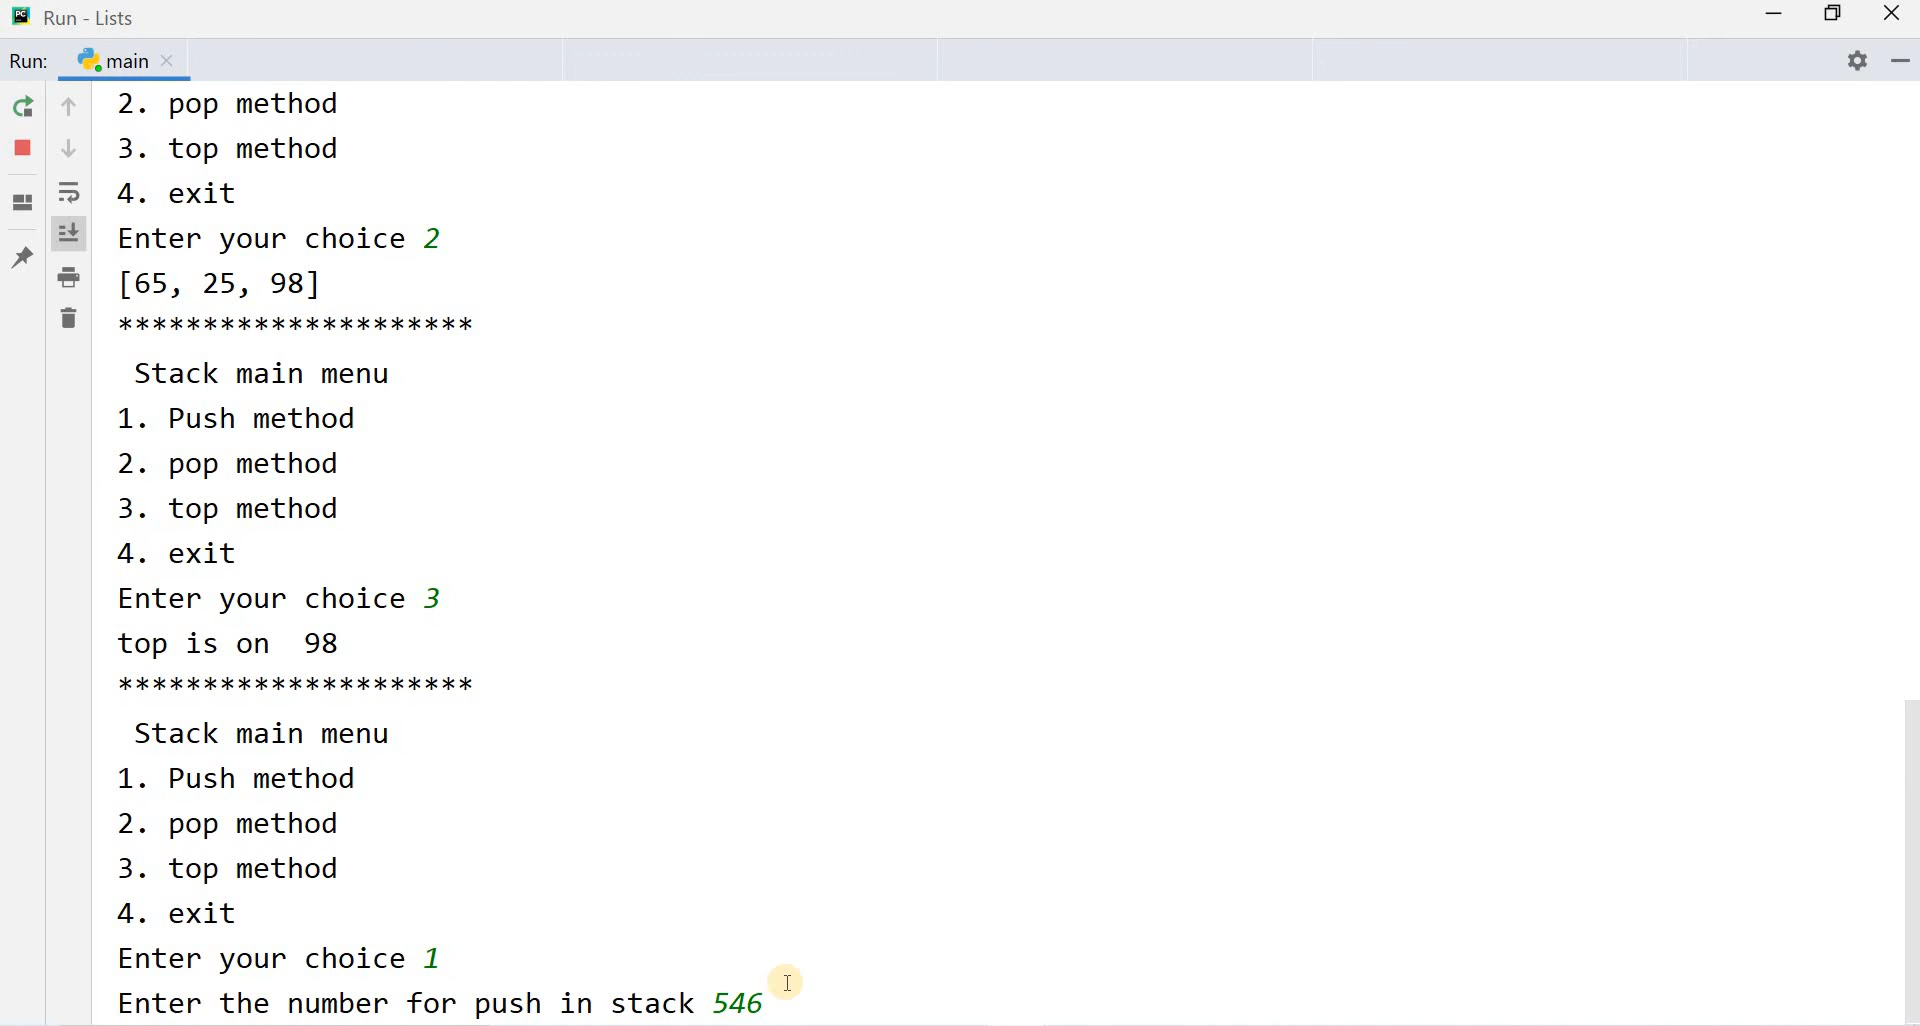 PC
Run - Lists
Run: main
2. pop method
3. top method
4. exit
Enter your choice 2
[65, 25, 98]
*********************
Stack main menu
1. Push method
2. pop method
3. top method
4. exit
Enter your choice 3
top is on  98
*********************
Stack main menu
1. Push method
2. pop method
3. top method
4. exit
Enter your choice 1
Enter the number for push in stack 546